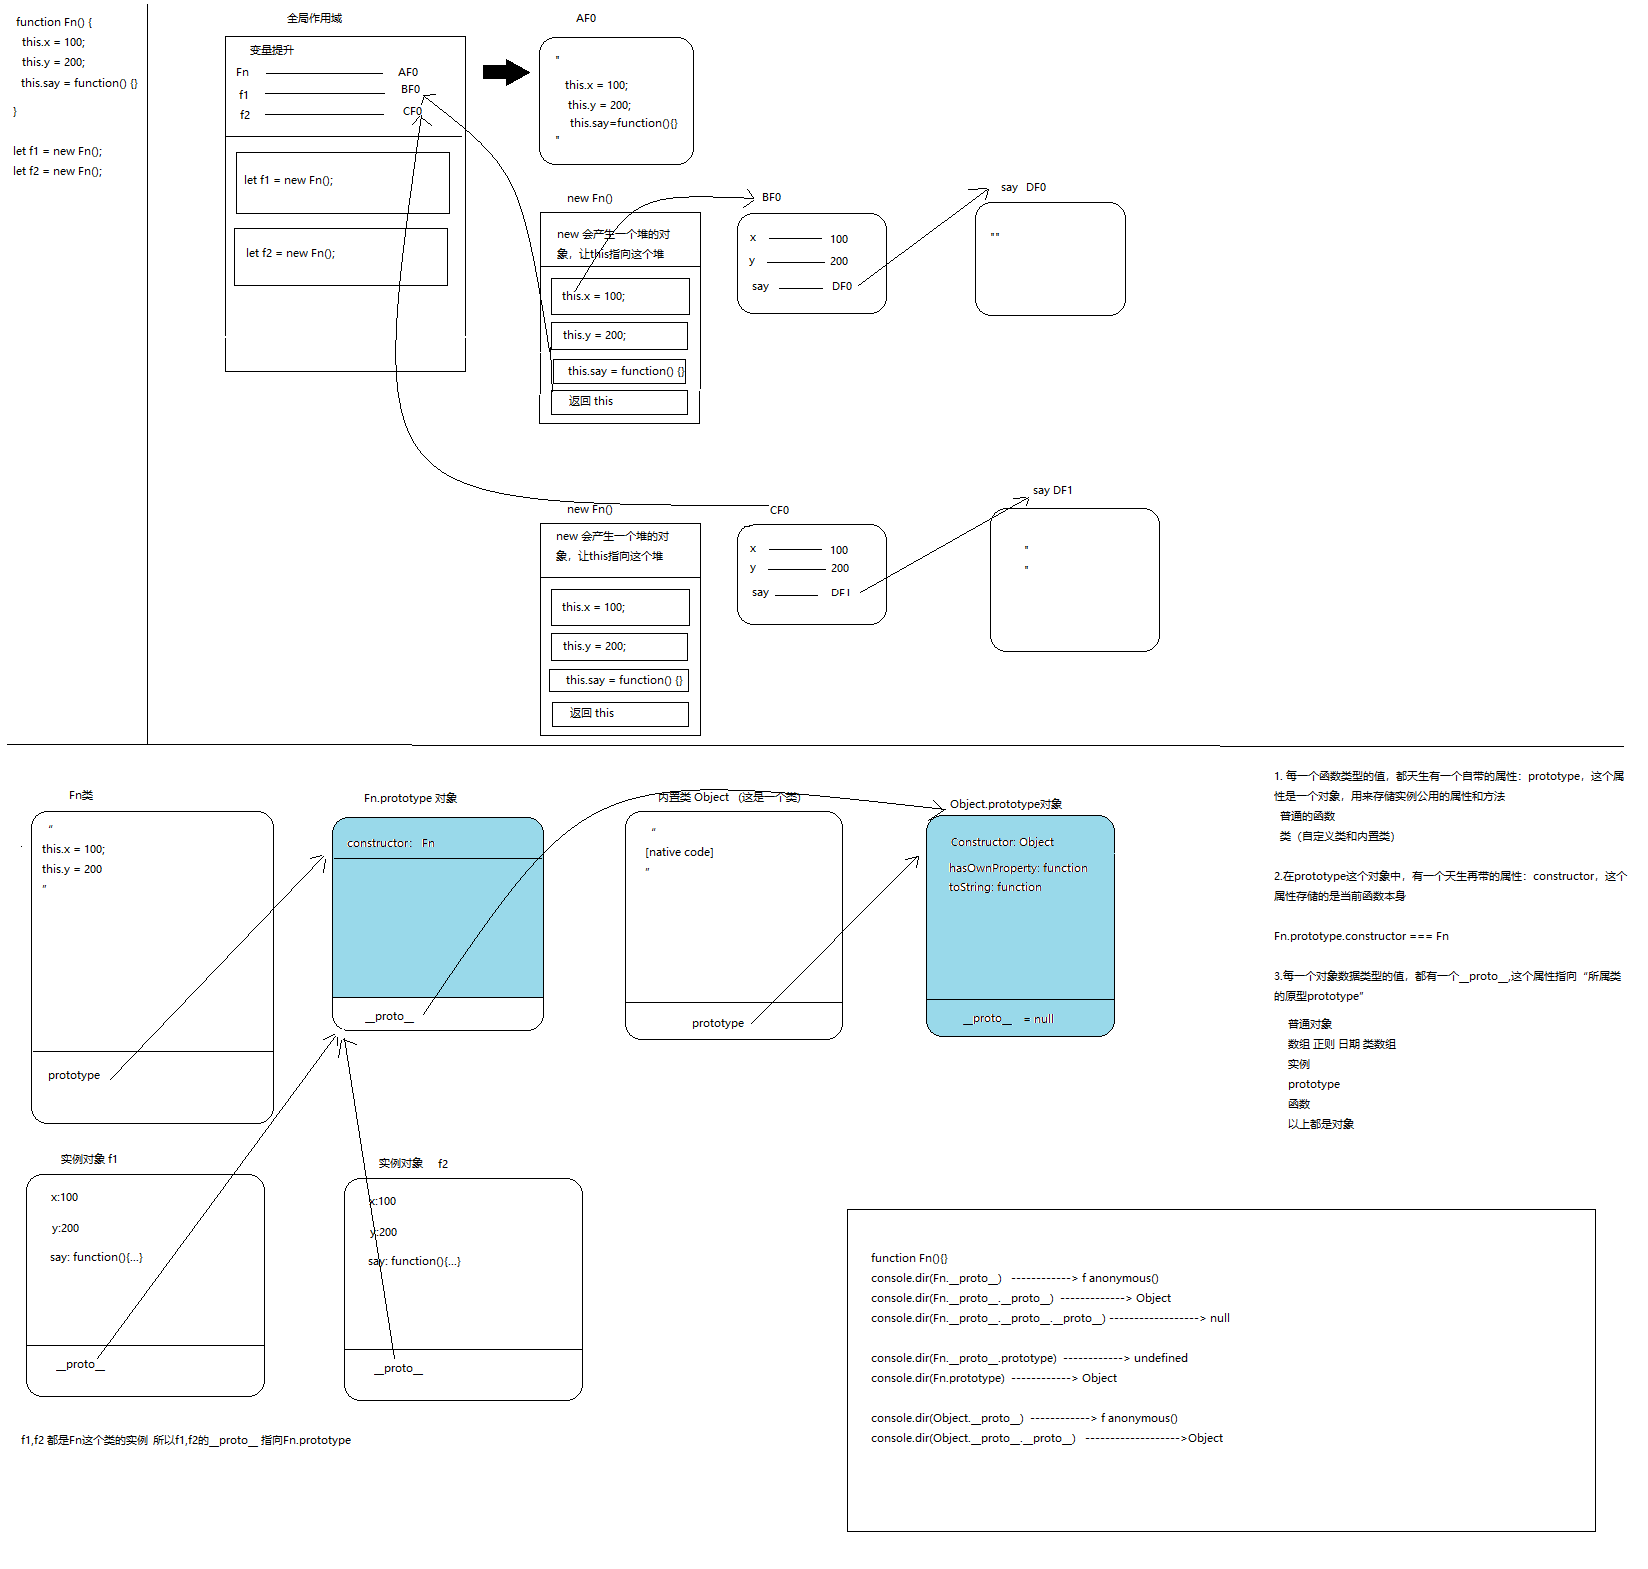 function Fn() {
this.x = 100;
this.y = 200;
this.say = function() {}
}
let f1 = new Fn();
let f2 = new Fn();
全局作用域
变量提升
Fn AF0
f1 BF0
f2 CF0
let f1 = new Fn();
let f2 = new Fn();
AF0
"
this.x = 100;
this.y = 200;
this.say=function(){}
"
new Fn()
new 会产生一个堆的对
象，让this指向这个堆
this.x = 100;
this.y = 200;
this.say = function() {}
返回 this
BF0
x 100
y 200
say DF0
say DF0
""
new Fn()
new 会产生一个堆的对
象，让this指向这个堆
this.x = 100;
this.y = 200;
this.say = function() {}
返回 this
CF0
x 100
y 200
say DF1
say DF1
"
"
Fn类
"
this.x = 100;
this.y = 200
"
prototype
Fn.prototype 对象
constructor： Fn
__proto__
内置类 Object （这是一个类）
"
[native code]
"
prototype
Object.prototype对象
Constructor: Object
hasOwnProperty: function
toString: function
__proto__ = null
1. 每一个函数类型的值，都天生有一个自带的属性：prototype，这个属
性是一个对象，用来存储实例公用的属性和方法
普通的函数
类（自定义类和内置类）
2.在prototype这个对象中，有一个天生再带的属性：constructor，这个
属性存储的是当前函数本身
Fn.prototype.constructor === Fn
3.每一个对象数据类型的值，都有一个__proto__,这个属性指向“所属类
的原型prototype”
普通对象
数组 正则 日期 类数组
实例
prototype
函数
以上都是对象
实例对象 f1
x:100
y:200
say: function(){...}
__proto__
实例对象 f2
x:100
y:200
say: function(){...}
__proto__
f1,f2 都是Fn这个类的实例 所以f1,f2的__proto__ 指向Fn.prototype
function Fn(){}
console.dir(Fn.__proto__) ------------> f anonymous()
console.dir(Fn.__proto__.__proto__) -------------> Object
console.dir(Fn.__proto__.__proto__.__proto__) ------------------> null
console.dir(Fn.__proto__.prototype) ------------> undefined
console.dir(Fn.prototype) ------------> Object
console.dir(Object.__proto__) ------------> f anonymous()
console.dir(Object.__proto__.__proto__) ------------------->Object